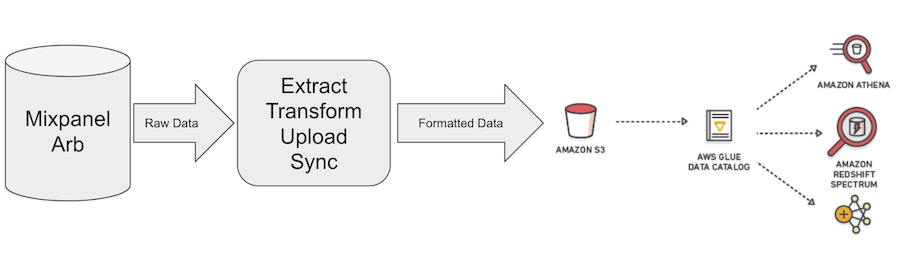 Mixpanel
Arb
Raw Data
Extract
Transform
Upload
Sync
Formatted Data
AMAZON S3
AWS GLUE
DATA CATALOG
AMAZON ATHENA
AMAZON
REDSHIFT
SPECTRUM